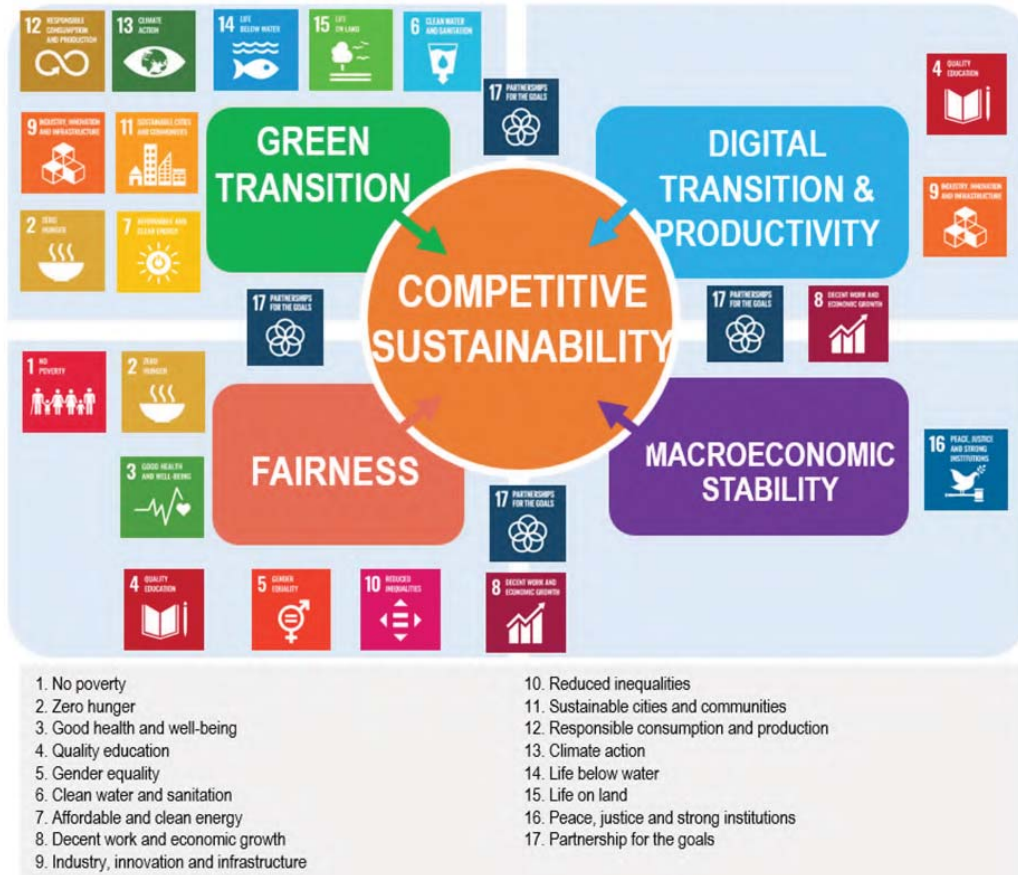 12 RESPONSIBLE
CONSUMPTION
AND PRODUCTION
13 CLIMATE
ACTION
14 LIFE
BELOW WATER
15 LIFE
ON LAND
6 CLEAN WATER
AND SANITATION
17 PARTNERSHIPS
FOR THE GOALS
4 QUALITY
EDUCATION
9 INDUSTRY, INNOVATION
AND INFRASTRUCTURE
11 SUSTAINABLE CITIES
AND COMMUNITIES
GREEN
TRANSITION
DIGITAL
TRANSITION &
PRODUCTIVITY
9 INDUSTRY, INNOVATION
AND INFRASTRUCTURE
2 ZERO
HUNGER
7 AFFORDABLE AND
CLEAN ENERGY
COMPETITIVE
SUSTAINABILITY
17 PARTNERSHIPS
FOR THE GOALS
17 PARTNERSHIPS
FOR THE GOALS
8 DECENT WORK AND
ECONOMIC GROWTH
1 NO
POVERTY
2 ZERO
HUNGER
3 GOOD HEALTH
AND WELL-BEING
FAIRNESS
MACROECONOMIC
STABILITY
16 PEACE, JUSTICE
AND STRONG
INSTITUTIONS
17 PARTNERSHIPS
FOR THE GOALS
4 QUALITY
EDUCATION
5 GENDER
EQUALITY
10 REDUCED
INEQUALITIES
8 DECENT WORK AND
ECONOMIC GROWTH
1. No poverty
2. Zero hunger
3. Good health and well-being
4. Quality education
5. Gender equality
6. Clean water and sanitation
7. Affordable and clean energy
8. Decent work and economic growth
9. Industry, innovation and infrastructure
10. Reduced inequalities
11. Sustainable cities and communities
12. Responsible consumption and production
13. Climate action
14. Life below water
15. Life on land
16. Peace, justice and strong institutions
17. Partnership for the goals